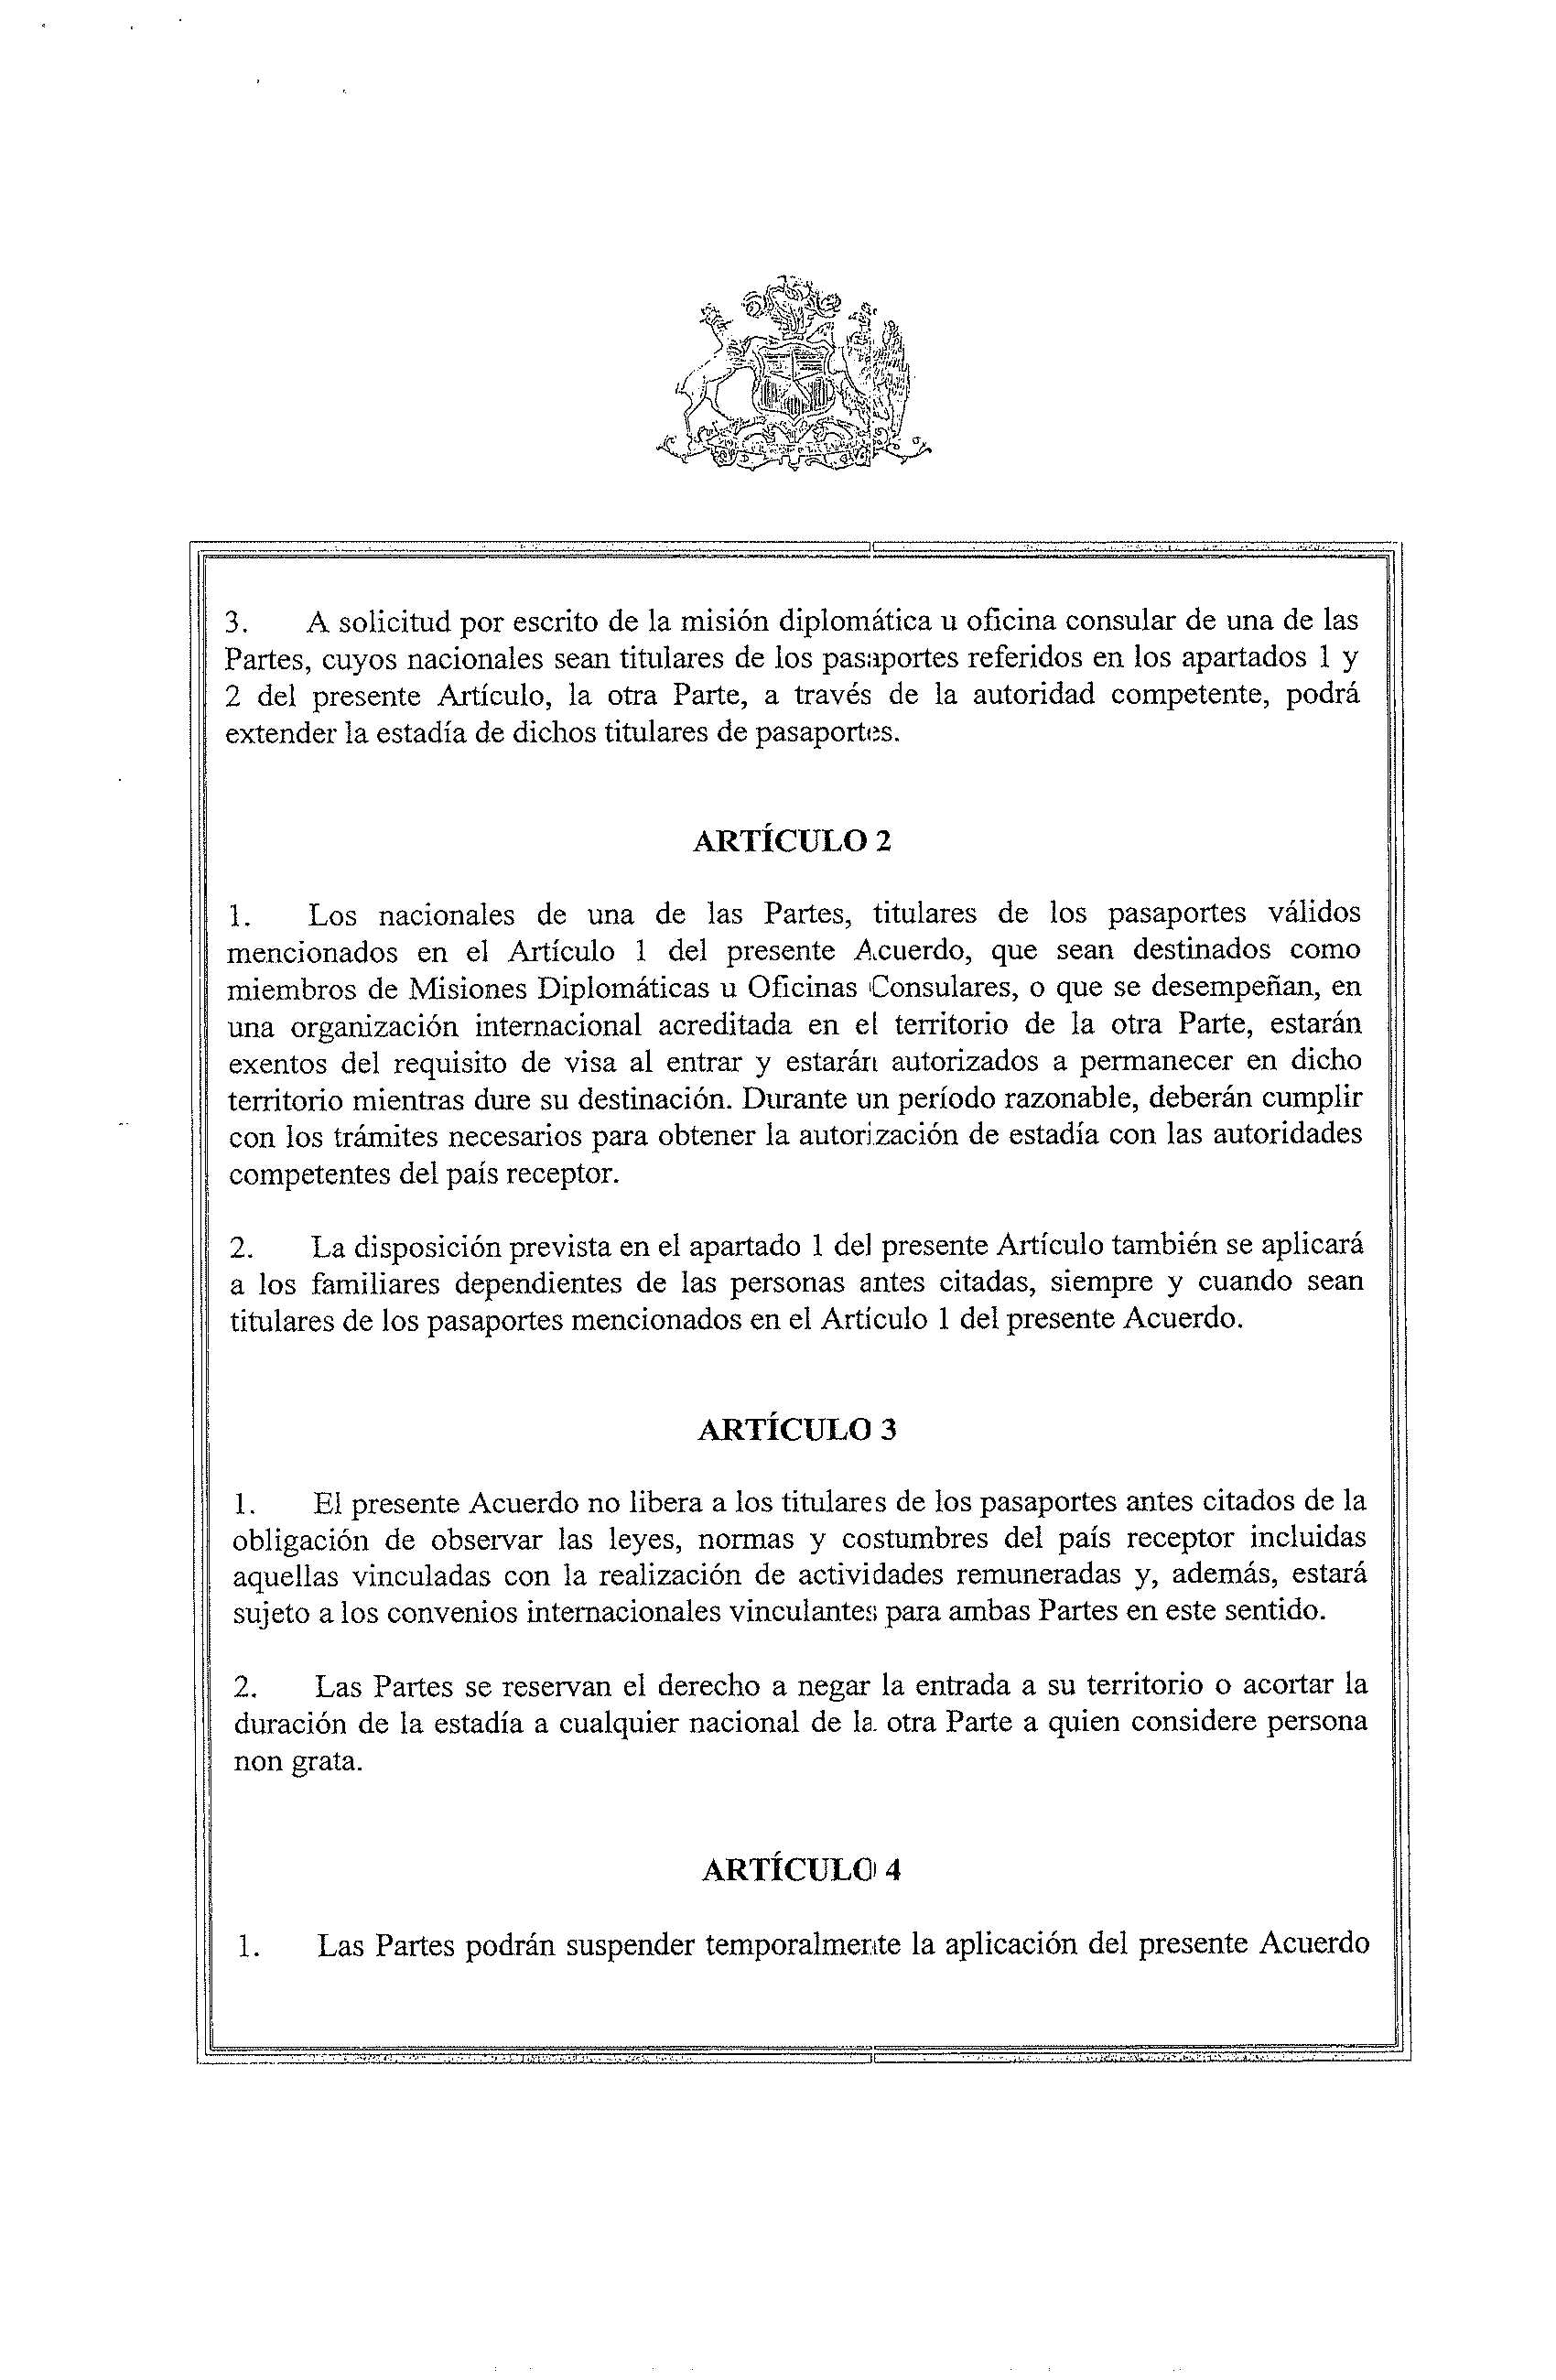 3. A solicitud por escrito de la misión diplomática u oficina consular de una de las
Partes, cuyos nacionales sean titulares de los pasaportes referidos en los apartados 1 y
2 del presente Artículo, la otra Parte, a través de la autoridad competente, podrá
extender la estadía de dichos titulares de pasaportes.
ARTÍCULO 2
1. Los nacionales de una de las Partes, titulares de los pasaportes válidos
mencionados en el Artículo 1 del presente Acuerdo, que sean destinados como
miembros de Misiones Diplomáticas u Oficinas Consulares, o que se desempeñan, en
una organización internacional acreditada en el territorio de la otra Parte, estarán
exentos del requisito de visa al entrar y estarán autorizados a permanecer en dicho
territorio mientras dure su destinación. Durante un período razonable, deberán cumplir
con los trámites necesarios para obtener la autorización de estadía con las autoridades
competentes del país receptor.
2. La disposición prevista en el apartado 1 del presente Artículo también se aplicará
a los familiares dependientes de las personas antes citadas, siempre y cuando sean
titulares de los pasaportes mencionados en el Artículo 1 del presente Acuerdo.
ARTÍCULO 3
1. El presente Acuerdo no libera a los titulares de los pasaportes antes citados de la
obligación de observar las leyes, normas y costumbres del país receptor incluidas
aquellas vinculadas con la realización de actividades remuneradas y, además, estará
sujeto a los convenios internacionales vinculantes para ambas Partes en este sentido.
2. Las Partes se reservan el derecho a negar la entrada a su territorio o acortar la
duración de la estadía a cualquier nacional de la otra Parte a quien considere persona
non grata.
ARTÍCULO 4
1. Las Partes podrán suspender temporalmente la aplicación del presente Acuerdo